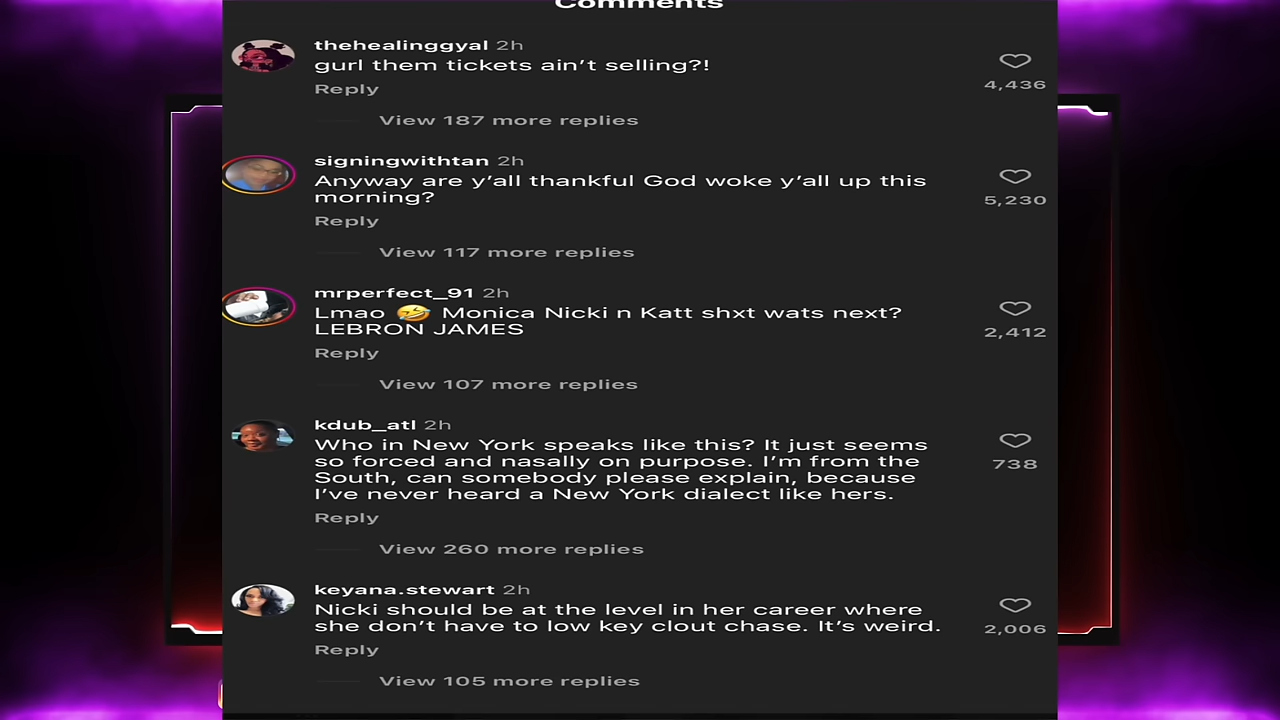 Comments
thehealinggyal 2h
gurl them tickets ain’t selling?!
4,436
Reply
View 187 more replies
signingwithtan 2h
Anyway are y’all thankful God woke y’all up this
morning?
5,230
Reply
View 117 more replies
mrperfect_91 2h
Lmao 🤣 Monica Nicki n Katt shxt wats next?
LEBRON JAMES
2,412
Reply
View 107 more replies
kdub_atl 2h
Who in New York speaks like this? It just seems
so forced and nasally on purpose. I’m from the
738
South, can somebody please explain, because
I’ve never heard a New York dialect like hers.
Reply
View 260 more replies
keyana.stewart 2h
Nicki should be at the level in her career where
she don’t have to low key clout chase. It’s weird.
2,006
Reply
View 105 more replies